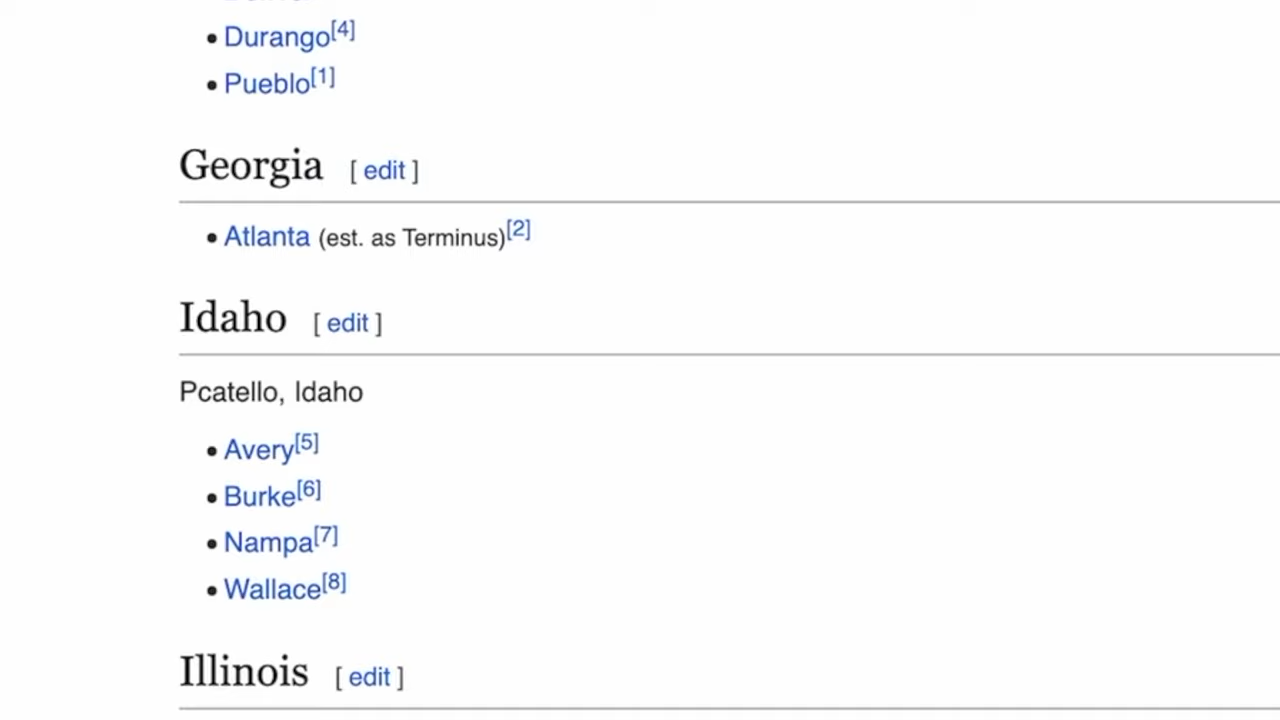 Durango[4]
Pueblo[1]
Georgia [ edit ]
Atlanta (est. as Terminus)[2]
Idaho [ edit ]
Pcatello, Idaho
Avery[5]
Burke[6]
Nampa[7]
Wallace[8]
Illinois [ edit ]